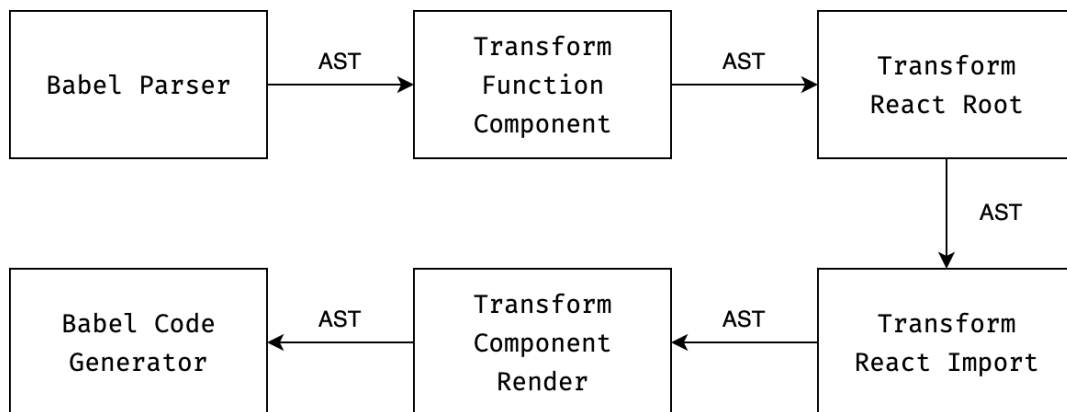 Babel Parser
AST
Transform
Function
Component
AST
Transform
React Root
AST
Transform
React Import
AST
Transform
Component
Render
AST
Babel Code
Generator